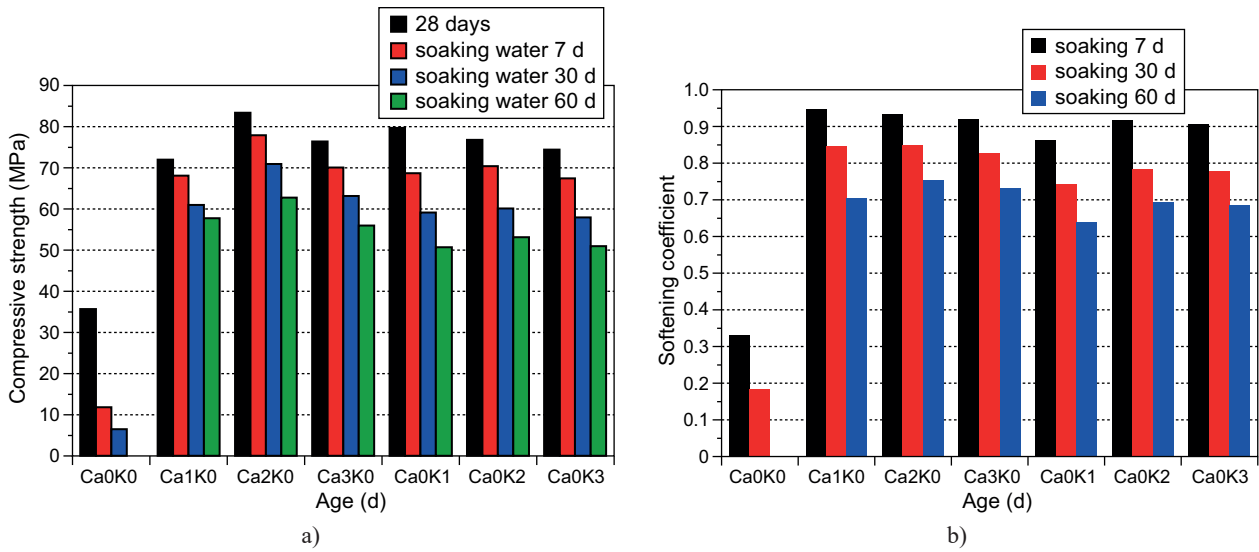 28 days
soaking water 7 d
soaking water 30 d
soaking water 60 d
90
80
70
60
50
40
30
20
10
0
Compressive strength (MPa)
Ca0K0 Ca1K0 Ca2K0 Ca3K0 Ca0K1 Ca0K2 Ca0K3
Age (d)
a)
soaking 7 d
soaking 30 d
soaking 60 d
1.0
0.9
0.8
0.7
0.6
0.5
0.4
0.3
0.2
0.1
0
Softening coefficient
Ca0K0 Ca1K0 Ca2K0 Ca3K0 Ca0K1 Ca0K2 Ca0K3
Age (d)
b)